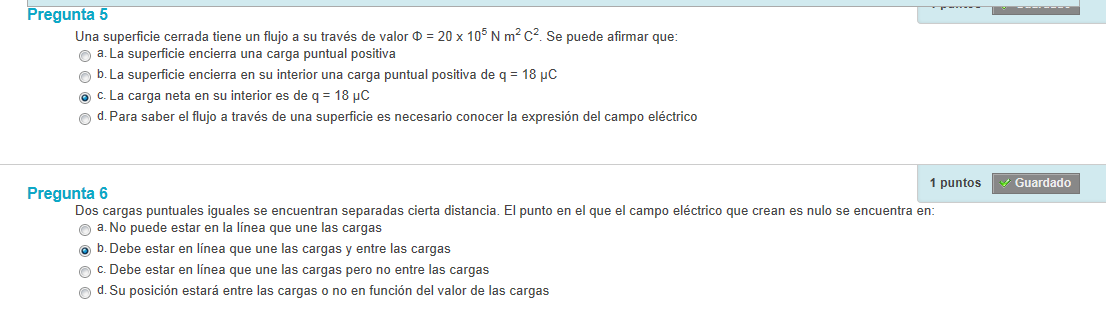 Pregunta 5
Una superficie cerrada tiene un flujo a su través de valor Φ = 20 x 10⁵ N m² C². Se puede afirmar que:
a. La superficie encierra una carga puntual positiva
b. La superficie encierra en su interior una carga puntual positiva de q = 18 μC
c. La carga neta en su interior es de q = 18 μC
d. Para saber el flujo a través de una superficie es necesario conocer la expresión del campo eléctrico
1 puntos Guardado
Pregunta 6
Dos cargas puntuales iguales se encuentran separadas cierta distancia. El punto en el que el campo eléctrico que crean es nulo se encuentra en:
a. No puede estar en la línea que une las cargas
b. Debe estar en línea que une las cargas y entre las cargas
c. Debe estar en línea que une las cargas pero no entre las cargas
d. Su posición estará entre las cargas o no en función del valor de las cargas